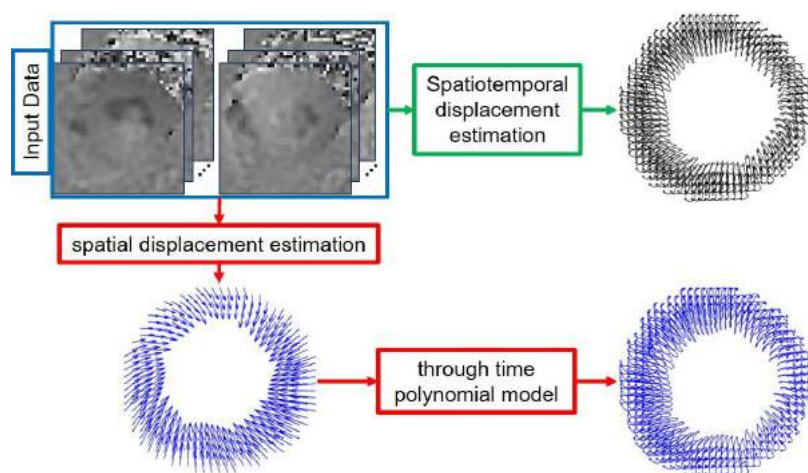 Input Data
Spatiotemporal
displacement
estimation
spatial displacement estimation
through time
polynomial model